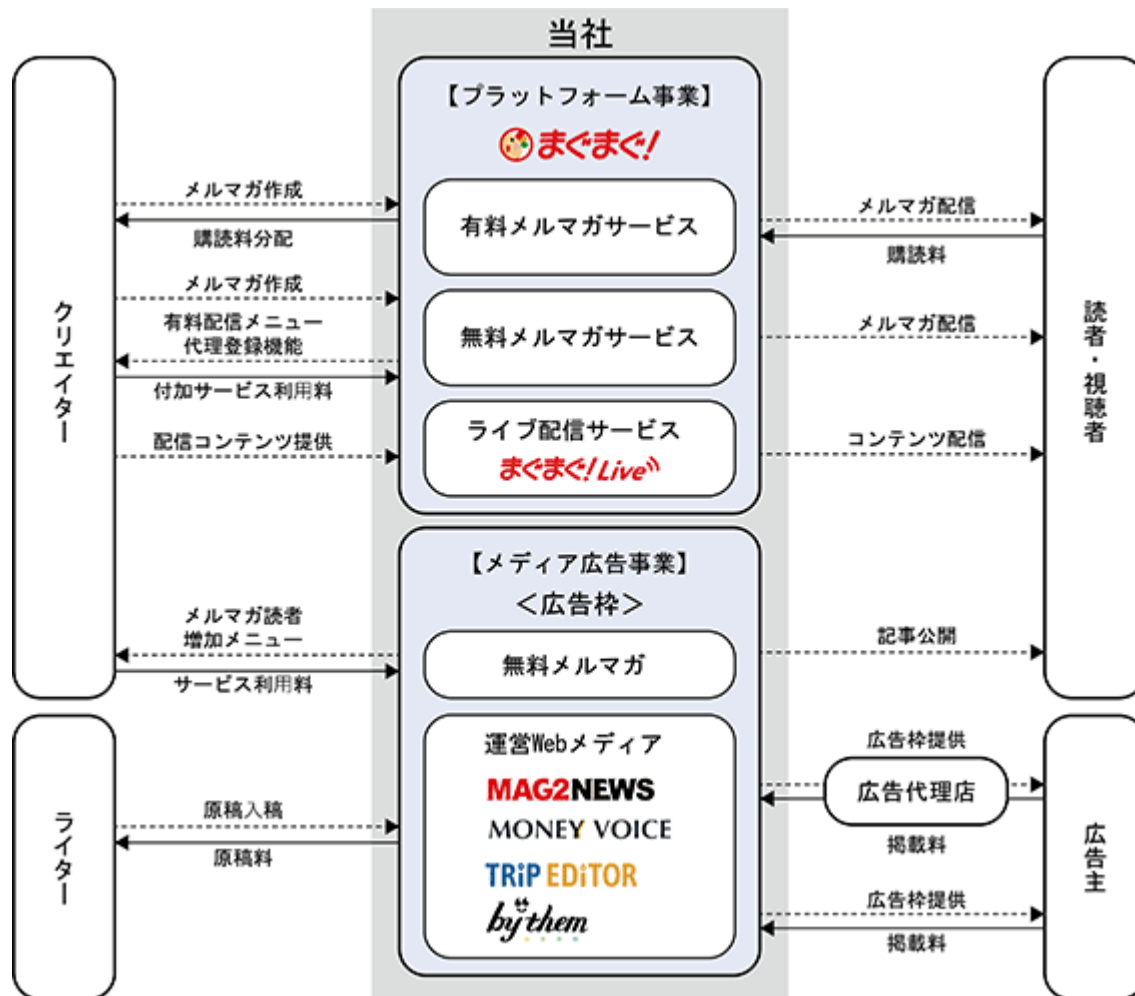 当社
【プラットフォーム事業】
まぐまぐ!
メルマガ作成
購読料分配
有料メルマガサービス
メルマガ配信
購読料
メルマガ作成
有料配信メニュー
代理登録機能
付加サービス利用料
無料メルマガサービス
メルマガ配信
配信コンテンツ提供
ライブ配信サービス
まぐまぐ!Live
コンテンツ配信
クリエイター
読者・視聴者
【メディア広告事業】
<広告枠>
メルマガ読者
増加メニュー
サービス利用料
無料メルマガ
記事公開
運営Webメディア
MAG2NEWS
MONEY VOICE
TRiP EDiTOR
by them
原稿入稿
原稿料
ライター
広告枠提供
広告代理店
掲載料
広告枠提供
掲載料
広告主